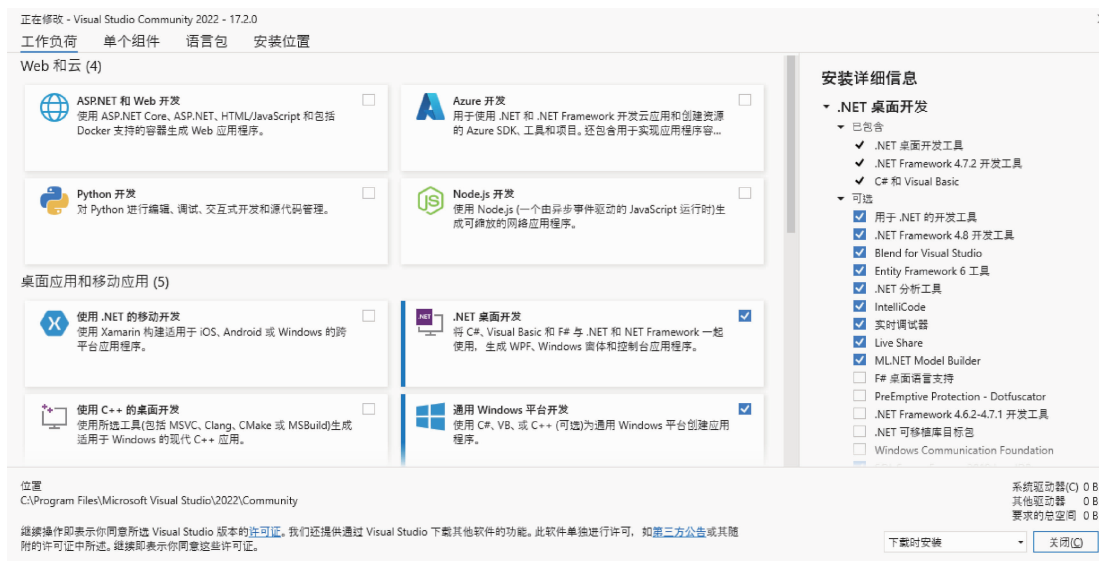 正在修改 - Visual Studio Community 2022 - 17.2.0
工作负荷 单个组件 语言包 安装位置
Web 和云 (4)
ASP.NET 和 Web 开发
使用 ASP.NET Core、ASP.NET、HTML/JavaScript 和包括
Docker 支持的容器生成 Web 应用程序。
Azure 开发
用于使用 .NET 和 .NET Framework 开发云应用和创建资源
的 Azure SDK、工具和项目。还包含用于实现应用程序容...
Python 开发
对 Python 进行编辑、调试、交互式开发和源代码管理。
Node.js 开发
使用 Node.js (一个由异步事件驱动的 JavaScript 运行时)生
成可缩放的网络应用程序。
桌面应用和移动应用 (5)
使用 .NET 的移动开发
使用 Xamarin 构建适用于 iOS、Android 或 Windows 的跨
平台应用程序。
.NET 桌面开发
将 C#、Visual Basic 和 F# 与 .NET 和 NET Framework 一起
使用，生成 WPF、Windows 窗体和控制台应用程序。
使用 C++ 的桌面开发
使用所选工具(包括 MSVC、Clang、CMake 或 MSBuild)生成
适用于 Windows 的现代 C++ 应用。
通用 Windows 平台开发
使用 C#、VB、或 C++ (可选)为通用 Windows 平台创建应用
程序。
安装详细信息
.NET 桌面开发
已包含
.NET 桌面开发工具
.NET Framework 4.7.2 开发工具
C# 和 Visual Basic
可选
用于 .NET 的开发工具
.NET Framework 4.8 开发工具
Blend for Visual Studio
Entity Framework 6 工具
.NET 分析工具
IntelliCode
实时调试器
Live Share
ML.NET Model Builder
F# 桌面语言支持
PreEmptive Protection - Dotfuscator
.NET Framework 4.6.2-4.7.1 开发工具
.NET 可移植库目标包
Windows Communication Foundation
位置
C:\Program Files\Microsoft Visual Studio\2022\Community
继续操作即表示你同意所选 Visual Studio 版本的许可证。我们还提供通过 Visual Studio 下载其他软件的功能。此软件单独进行许可，如第三方公告或其随
附的许可证中所述。继续即表示你同意这些许可证。
系统驱动器(C) 0 B
其他驱动器 0 B
要求的总空间 0 B
下载时安装
关闭(C)